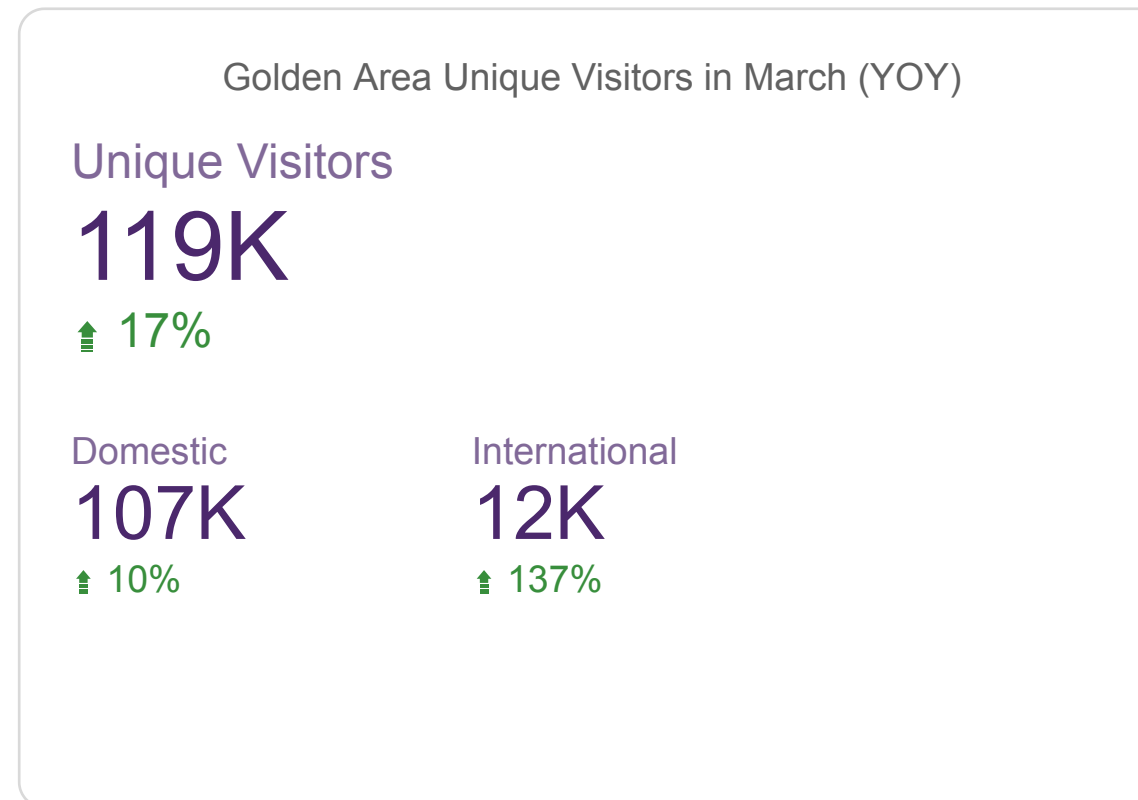 Golden Area Unique Visitors in March (YOY)
Unique Visitors
119K
17%
Domestic
107K
10%
International
12K
137%